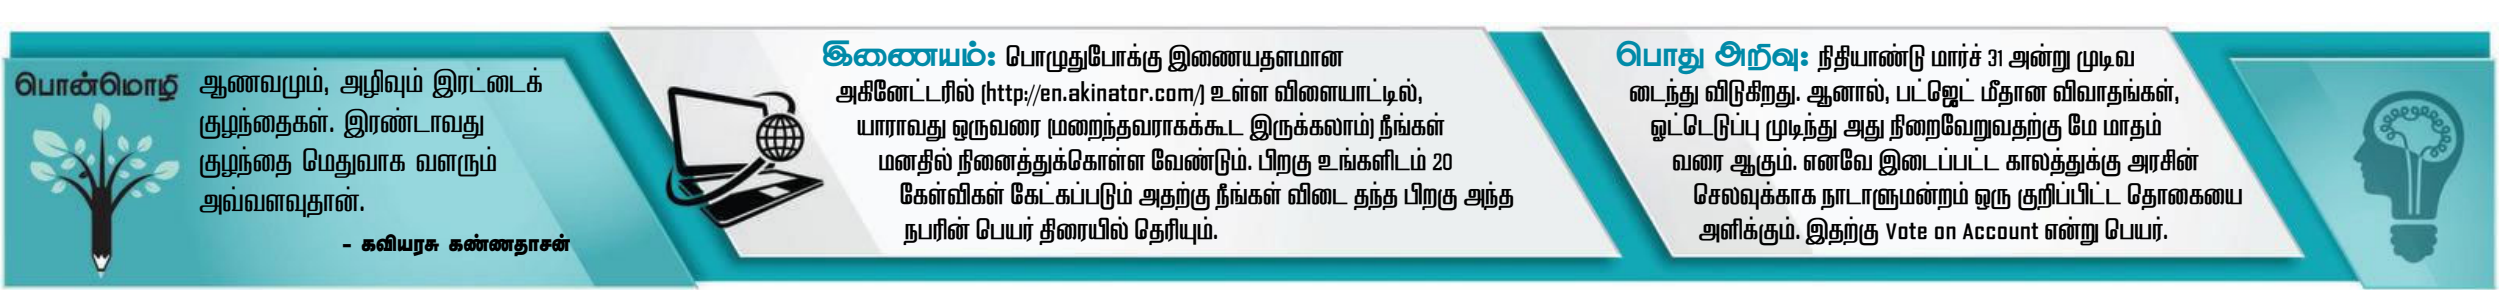 பொன்மொழி
ஆணவமும், அழிவும் இரட்டைக்
குழந்தைகள். இரண்டாவது
குழந்தை மெதுவாக வளரும்
அவ்வளவுதான்.
- கவியரசு கண்ணதாசன்
இணையம்: பொழுதுபோக்கு இணையதளமான
அகினேட்டரில் (http://en.akinator.com/) உள்ள விளையாட்டில்,
யாராவது ஒருவரை (மறைந்தவராகக்கூட இருக்கலாம்) நீங்கள்
மனதில் நினைத்துக்கொள்ள வேண்டும். பிறகு உங்களிடம் 20
கேள்விகள் கேட்கப்படும் அதற்கு நீங்கள் விடை தந்த பிறகு அந்த
நபரின் பெயர் திரையில் தெரியும்.
பொது அறிவு: நிதியாண்டு மார்ச் 31 அன்று முடிவ
டைந்து விடுகிறது. ஆனால், பட்ஜெட் மீதான விவாதங்கள்,
ஓட்டெடுப்பு முடிந்து அது நிறைவேறுவதற்கு மே மாதம்
வரை ஆகும். எனவே இடைப்பட்ட காலத்துக்கு அரசின்
செலவுக்காக நாடாளுமன்றம் ஒரு குறிப்பிட்ட தொகையை
அளிக்கும். இதற்கு Vote on Account என்று பெயர்.